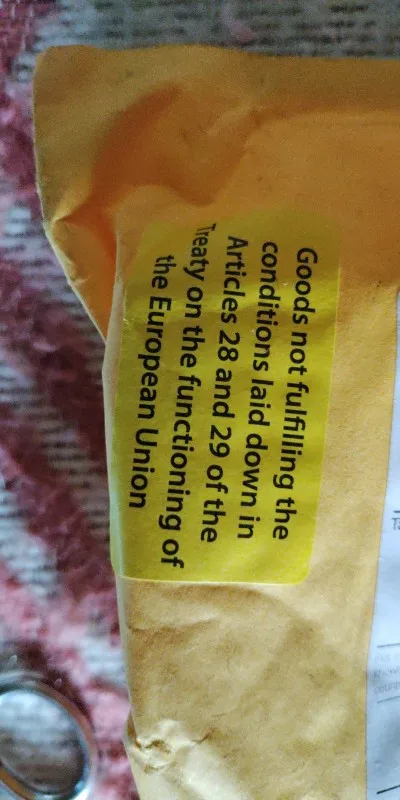 Goods not fulfilling the
conditions laid down in
Articles 28 and 29 of the
Treaty on the functioning of
the European Union